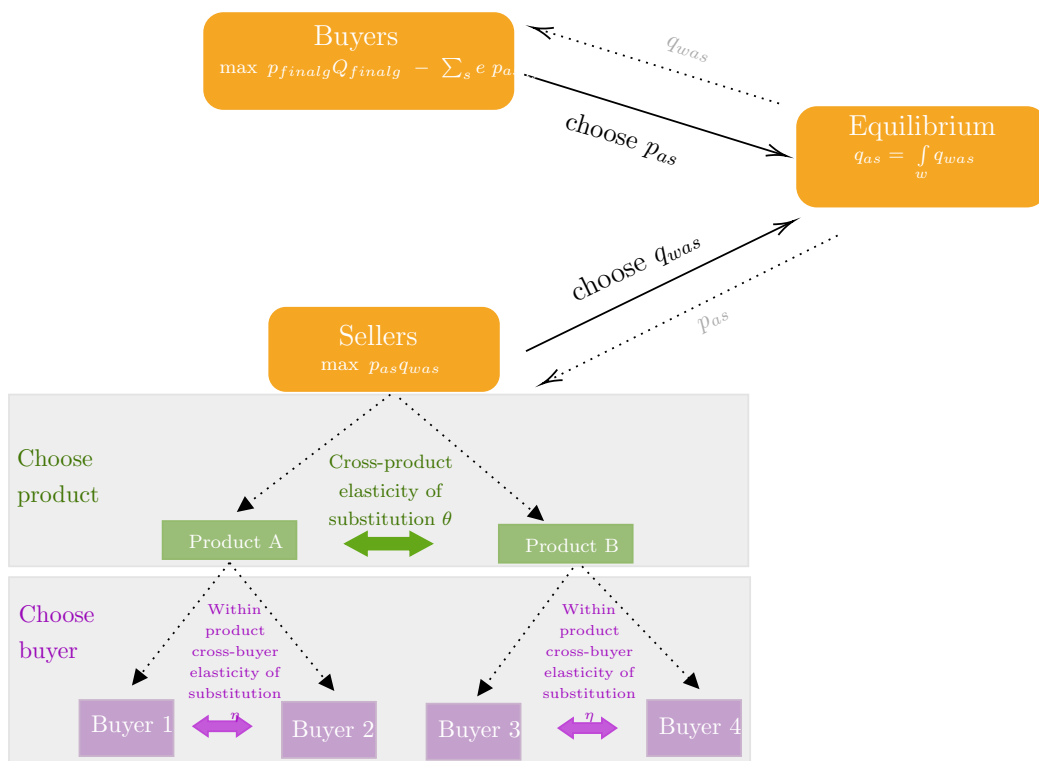 Buyers
max p_{finalg}Q_{finalg} − ∑_s e p_{a
q_{was}
choose p_{as}
Equilibrium
q_{as} = ∫_w q_{was}
choose q_{was}
p_{as}
Sellers
max p_{as}q_{was}
Choose
product
Cross-product
elasticity of
substitution θ
Product A
Product B
Choose
buyer
Within
product
cross-buyer
elasticity of
substitution
η
Within
product
cross-buyer
elasticity of
substitution
η
Buyer 1
Buyer 2
Buyer 3
Buyer 4